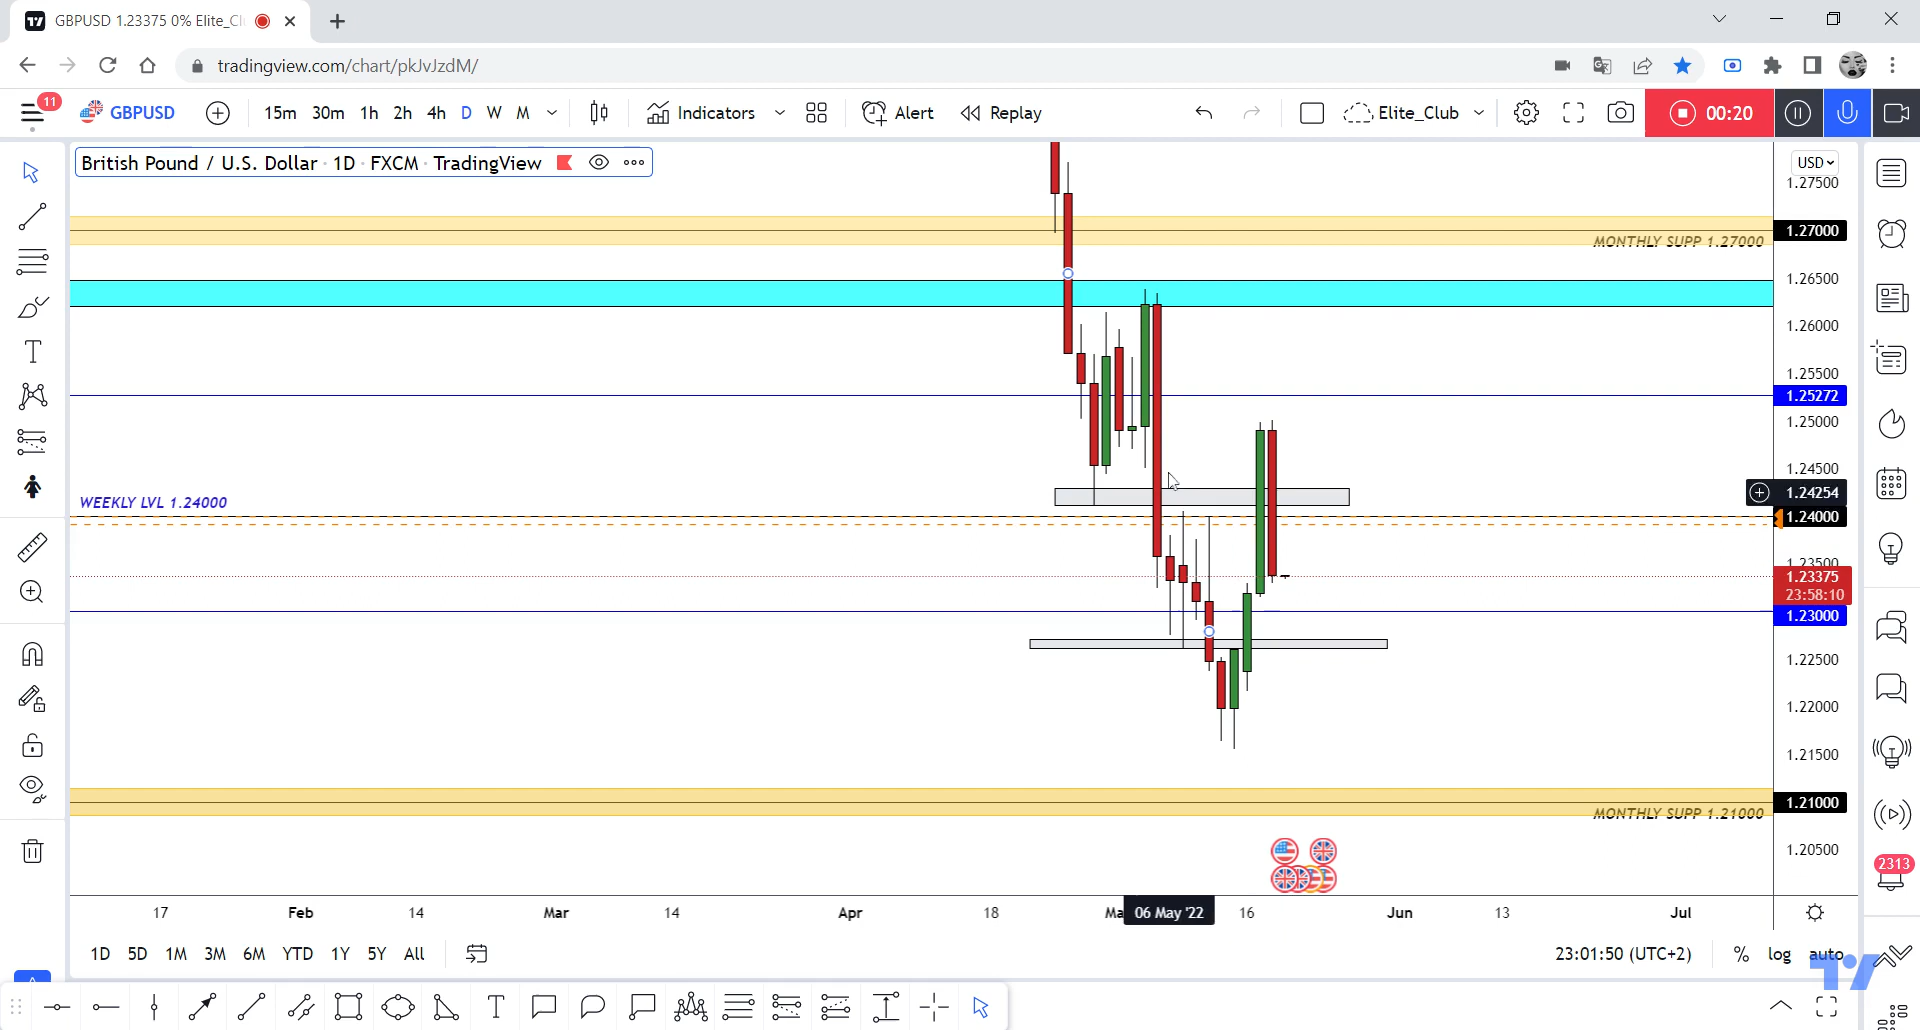 GBPUSD 1.23375 0% Elite_Cl
tradingview.com/chart/pkJvJzdM/
11
GBPUSD
15m 30m 1h 2h 4h D W M
Indicators
Alert
Replay
Elite_Club
00:20
British Pound / U.S. Dollar · 1D · FXCM · TradingView
USD
1.27500
1.27000
MONTHLY SUPP 1.27000
1.26500
1.26000
1.25500
1.25272
1.25000
1.24500
1.24254
WEEKLY LVL 1.24000
1.24000
1.23500
1.23375
23:58:10
1.23000
1.22500
1.22000
1.21500
1.21000
MONTHLY SUPP 1.21000
1.20500
2313
17 Feb 14 Mar 14 Apr 18 Ma 06 May '22 16 Jun 13 Jul
1D 5D 1M 3M 6M YTD 1Y 5Y All
23:01:50 (UTC+2)
% log auto